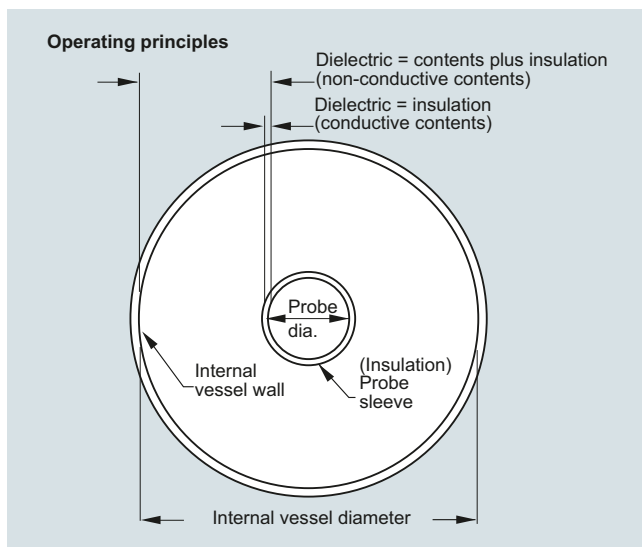 Operating principles
Dielectric = contents plus insulation
(non-conductive contents)
Dielectric = insulation
(conductive contents)
Probe
dia.
Internal
vessel wall
(Insulation)
Probe
sleeve
Internal vessel diameter